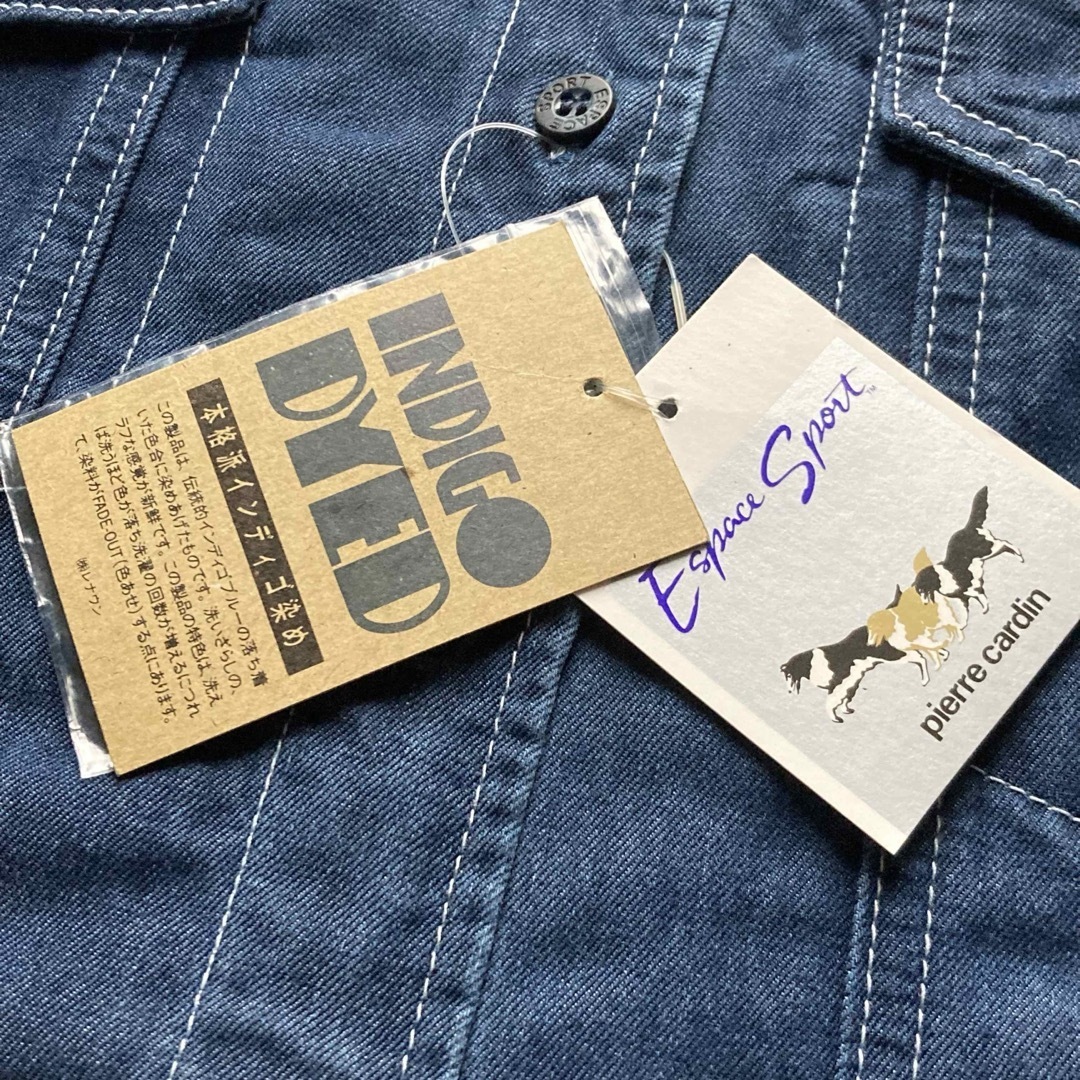 SPORT ESPACE
INDIGO
DYED
本格派インディゴ染め
この製品は、伝統的インディゴブルーの落ち着
いた色合に染めあげたものです。洗いざらしの、
ラフな感覚が新鮮です。この製品の特色は、洗え
ば洗うほど色が落ち洗濯の回数が増えるにつれ
て、染料がFADE-OUT(色あせ)する点にあります。
㈱レナウン
Espace Sport™
pierre cardin